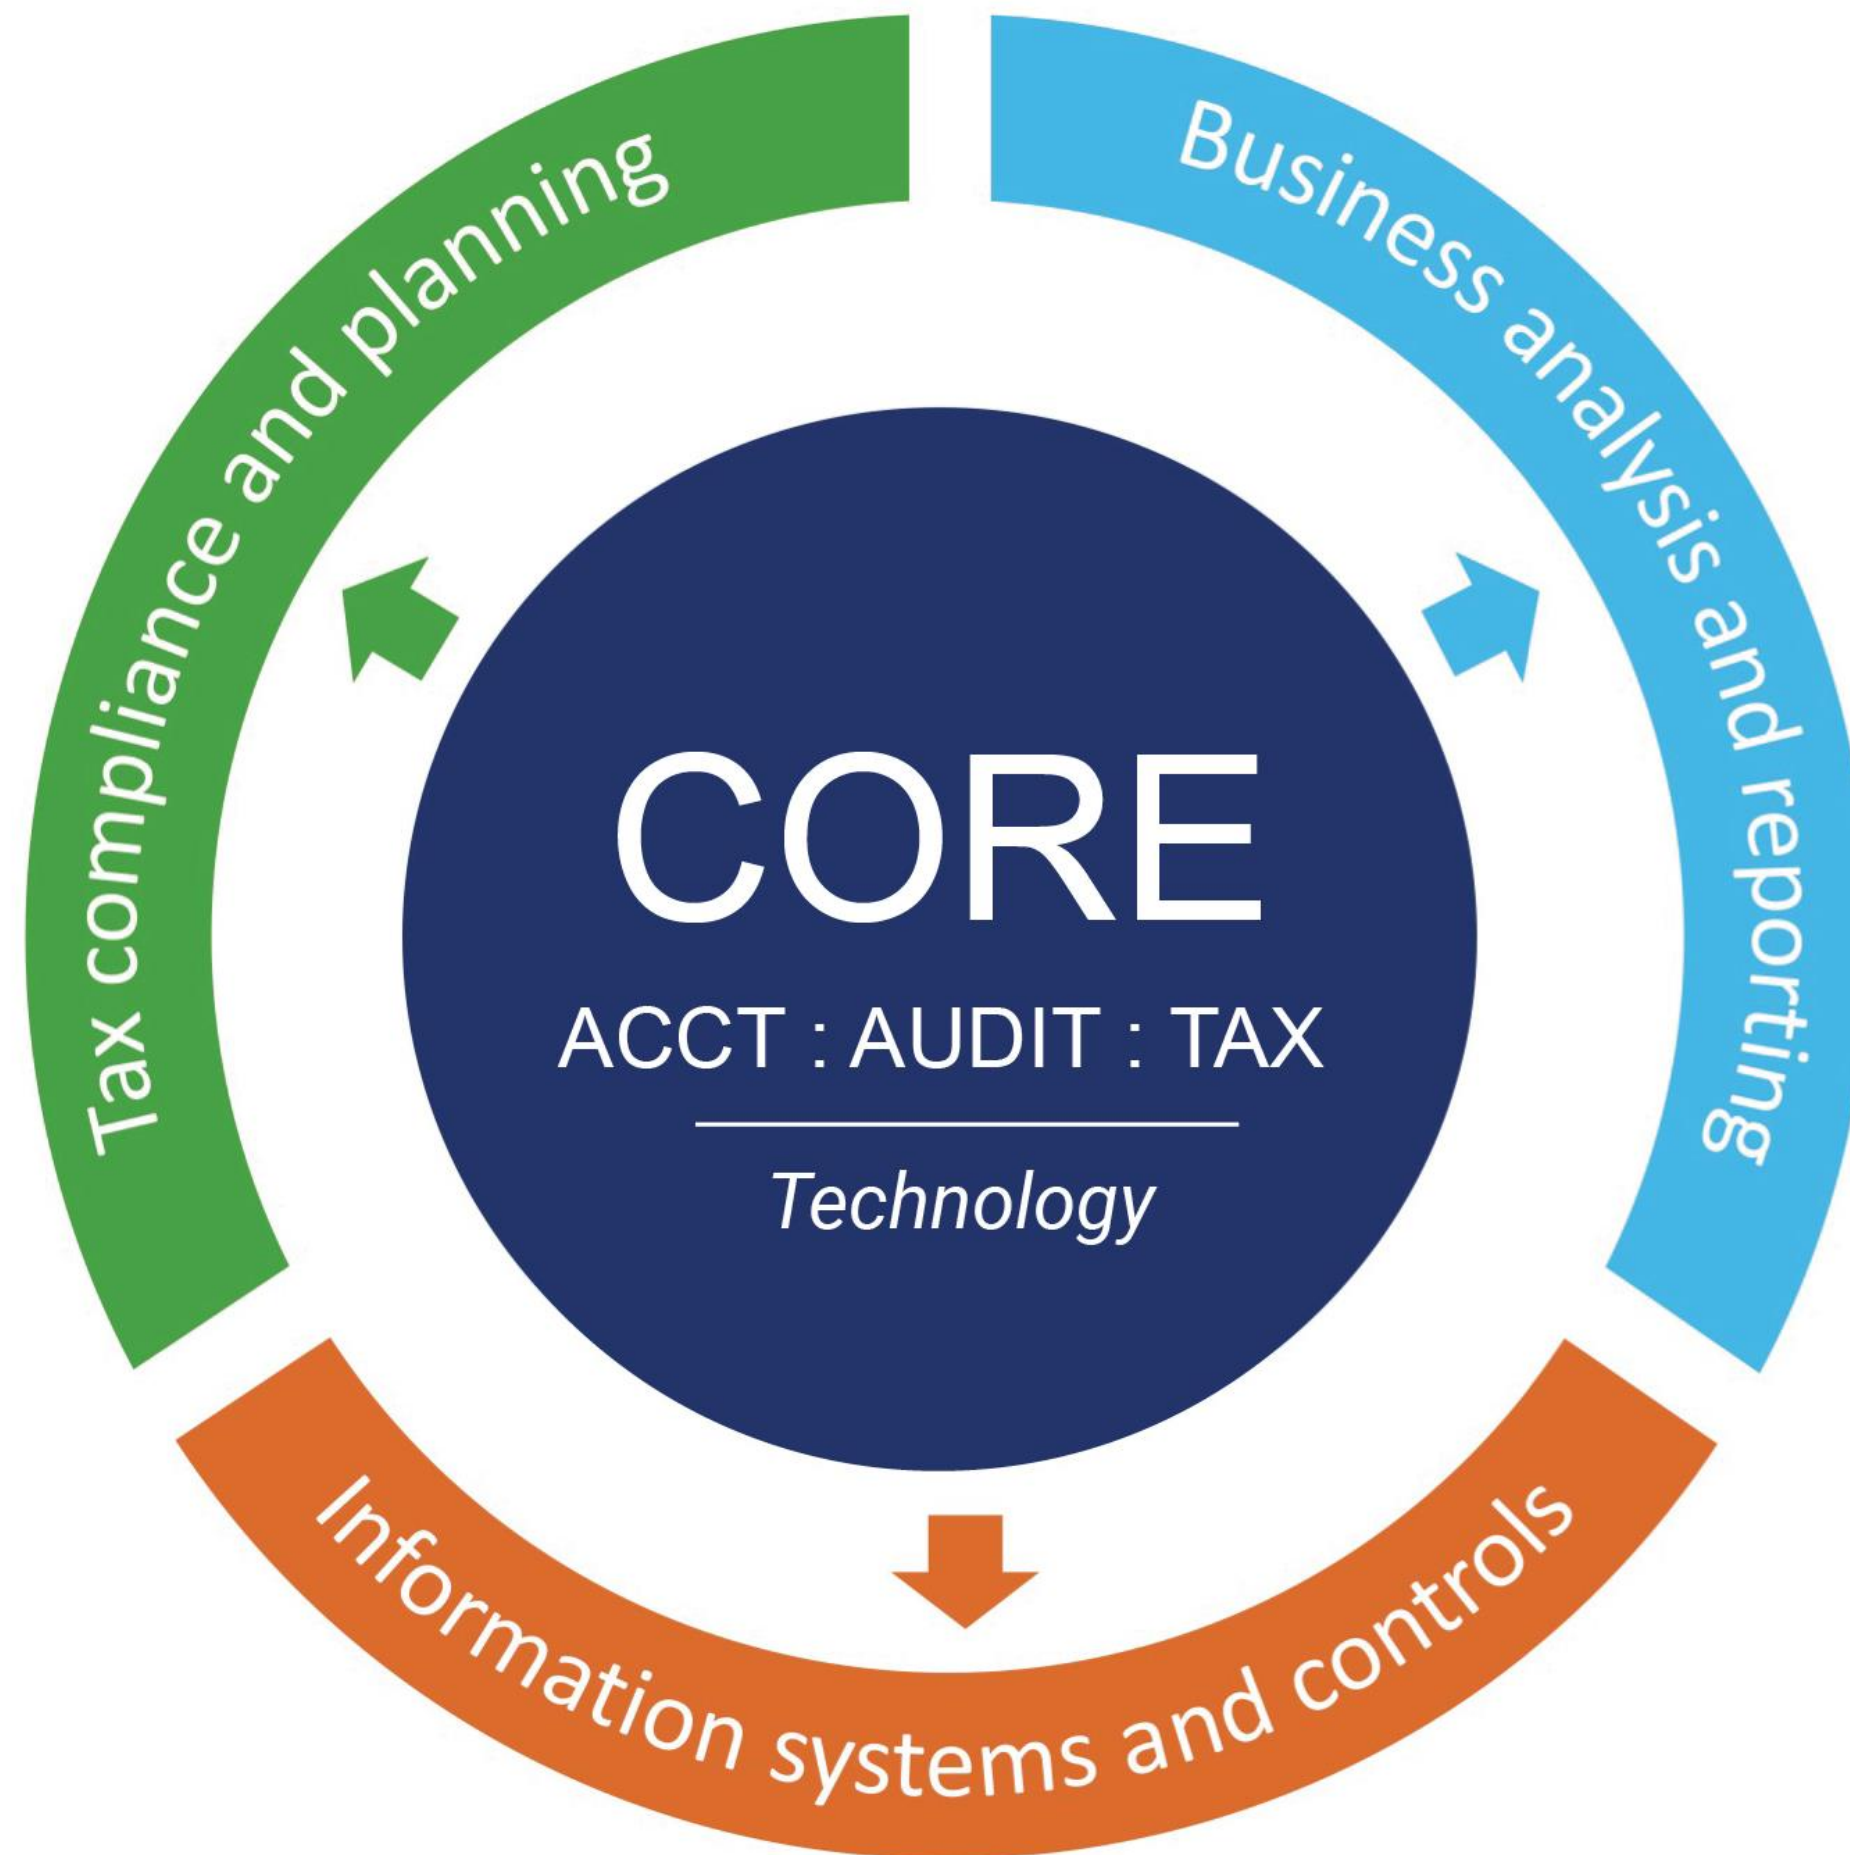 Tax compliance and planning
Business analysis and reporting
CORE
ACCT : AUDIT : TAX
Technology
Information systems and controls